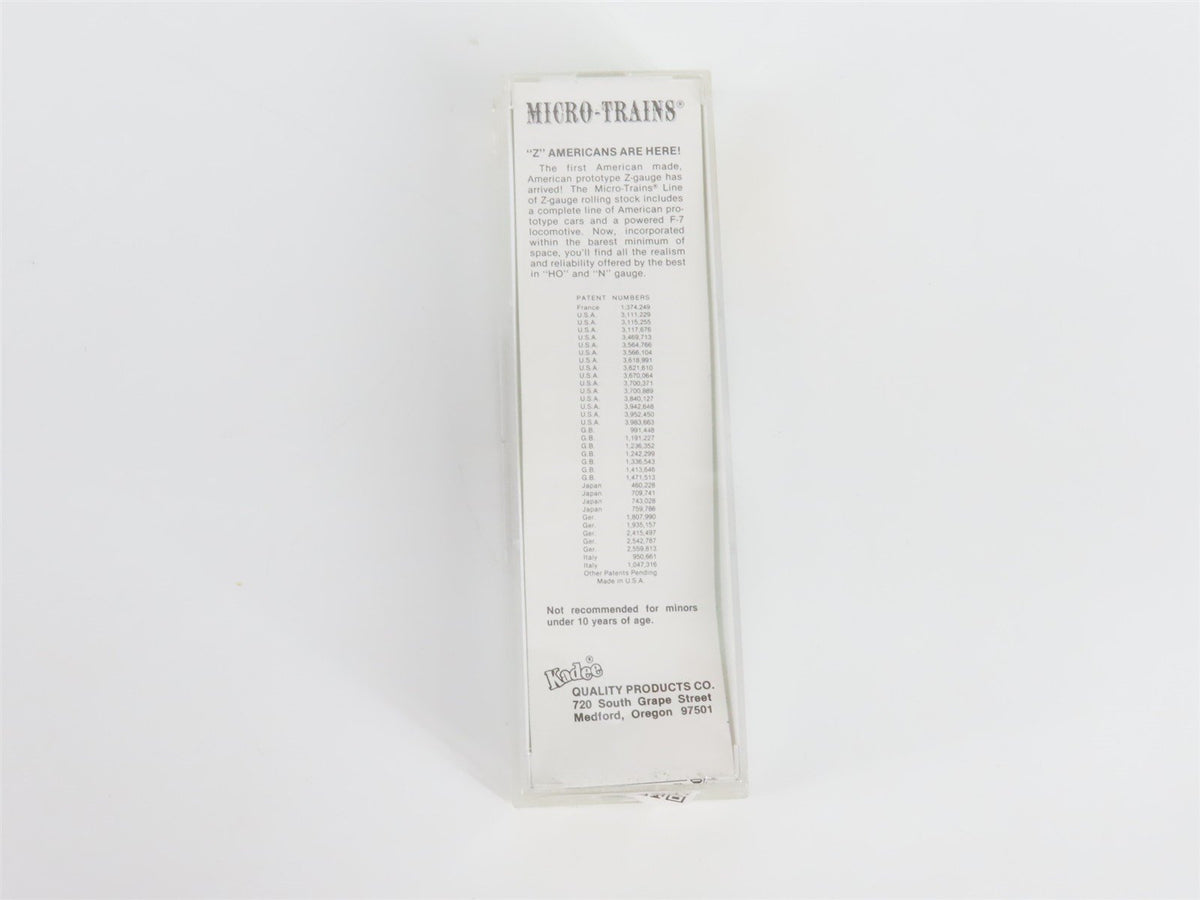 MICRO-TRAINS®
"Z" AMERICANS ARE HERE!
The first American made,
American prototype Z-gauge has
arrived! The Micro-Trains® Line
of Z-gauge rolling stock includes
a complete line of American pro-
totype cars and a powered F-7
locomotive. Now, incorporated
within the barest minimum of
space, you'll find all the realism
and reliability offered by the best
in "HO" and "N" gauge.
PATENT NUMBERS
France 1,374,249
U.S.A. 3,111,229
U.S.A. 3,115,255
U.S.A. 3,117,676
U.S.A. 3,469,713
U.S.A. 3,564,766
U.S.A. 3,566,104
U.S.A. 3,618,991
U.S.A. 3,621,610
U.S.A. 3,670,064
U.S.A. 3,700,371
U.S.A. 3,700,989
U.S.A. 3,840,127
U.S.A. 3,942,648
U.S.A. 3,952,450
U.S.A. 3,983,663
G.B. 991,448
G.B. 1,191,227
G.B. 1,236,352
G.B. 1,242,299
G.B. 1,336,543
G.B. 1,413,646
G.B. 1,471,513
Japan 460,228
Japan 709,741
Japan 743,028
Japan 759,766
Ger. 1,807,990
Ger. 1,935,157
Ger. 2,415,497
Ger. 2,542,787
Ger. 2,559,813
Italy 950,661
Italy 1,047,316
Other Patents Pending
Made in U.S.A.
Not recommended for minors
under 10 years of age.
Kadee®
QUALITY PRODUCTS CO.
720 South Grape Street
Medford, Oregon 97501